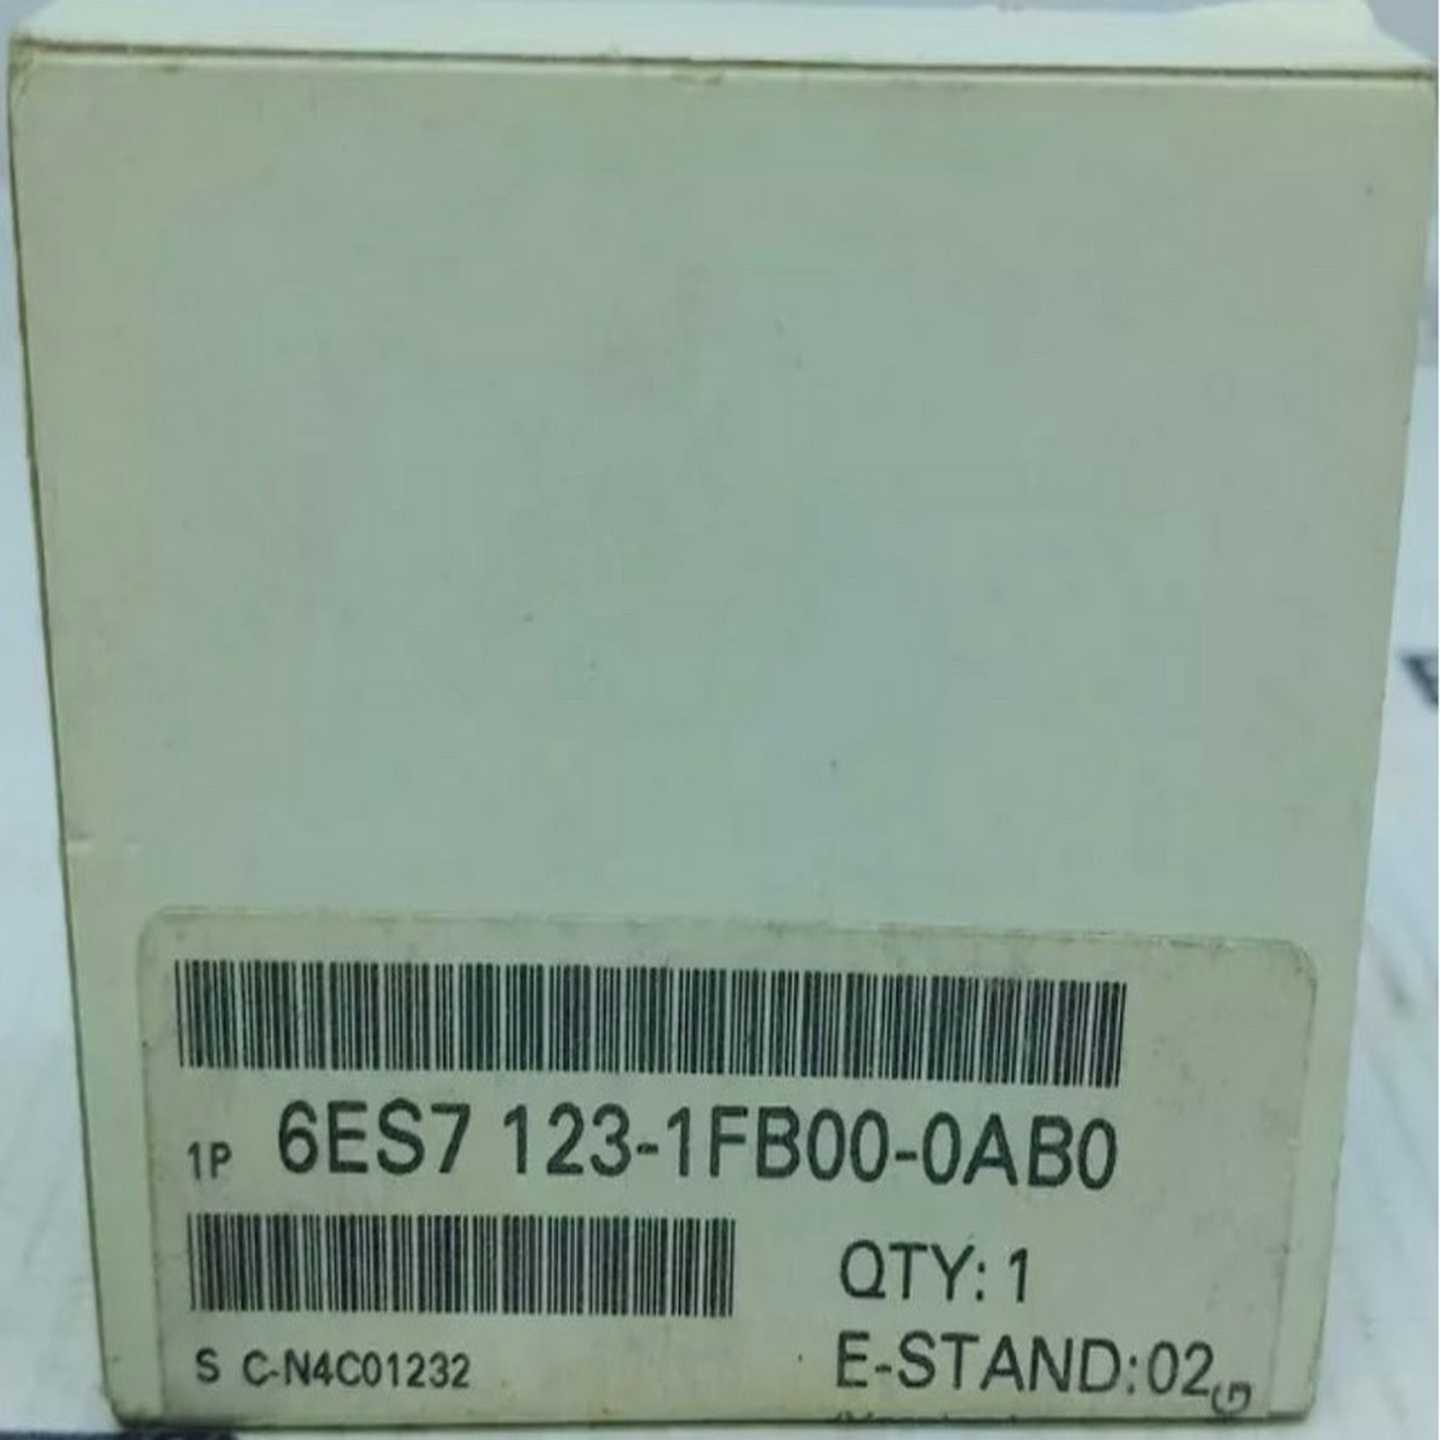 1P 6ES7 123-1FB00-0AB0
QTY: 1
S C-N4C01232
E-STAND:02